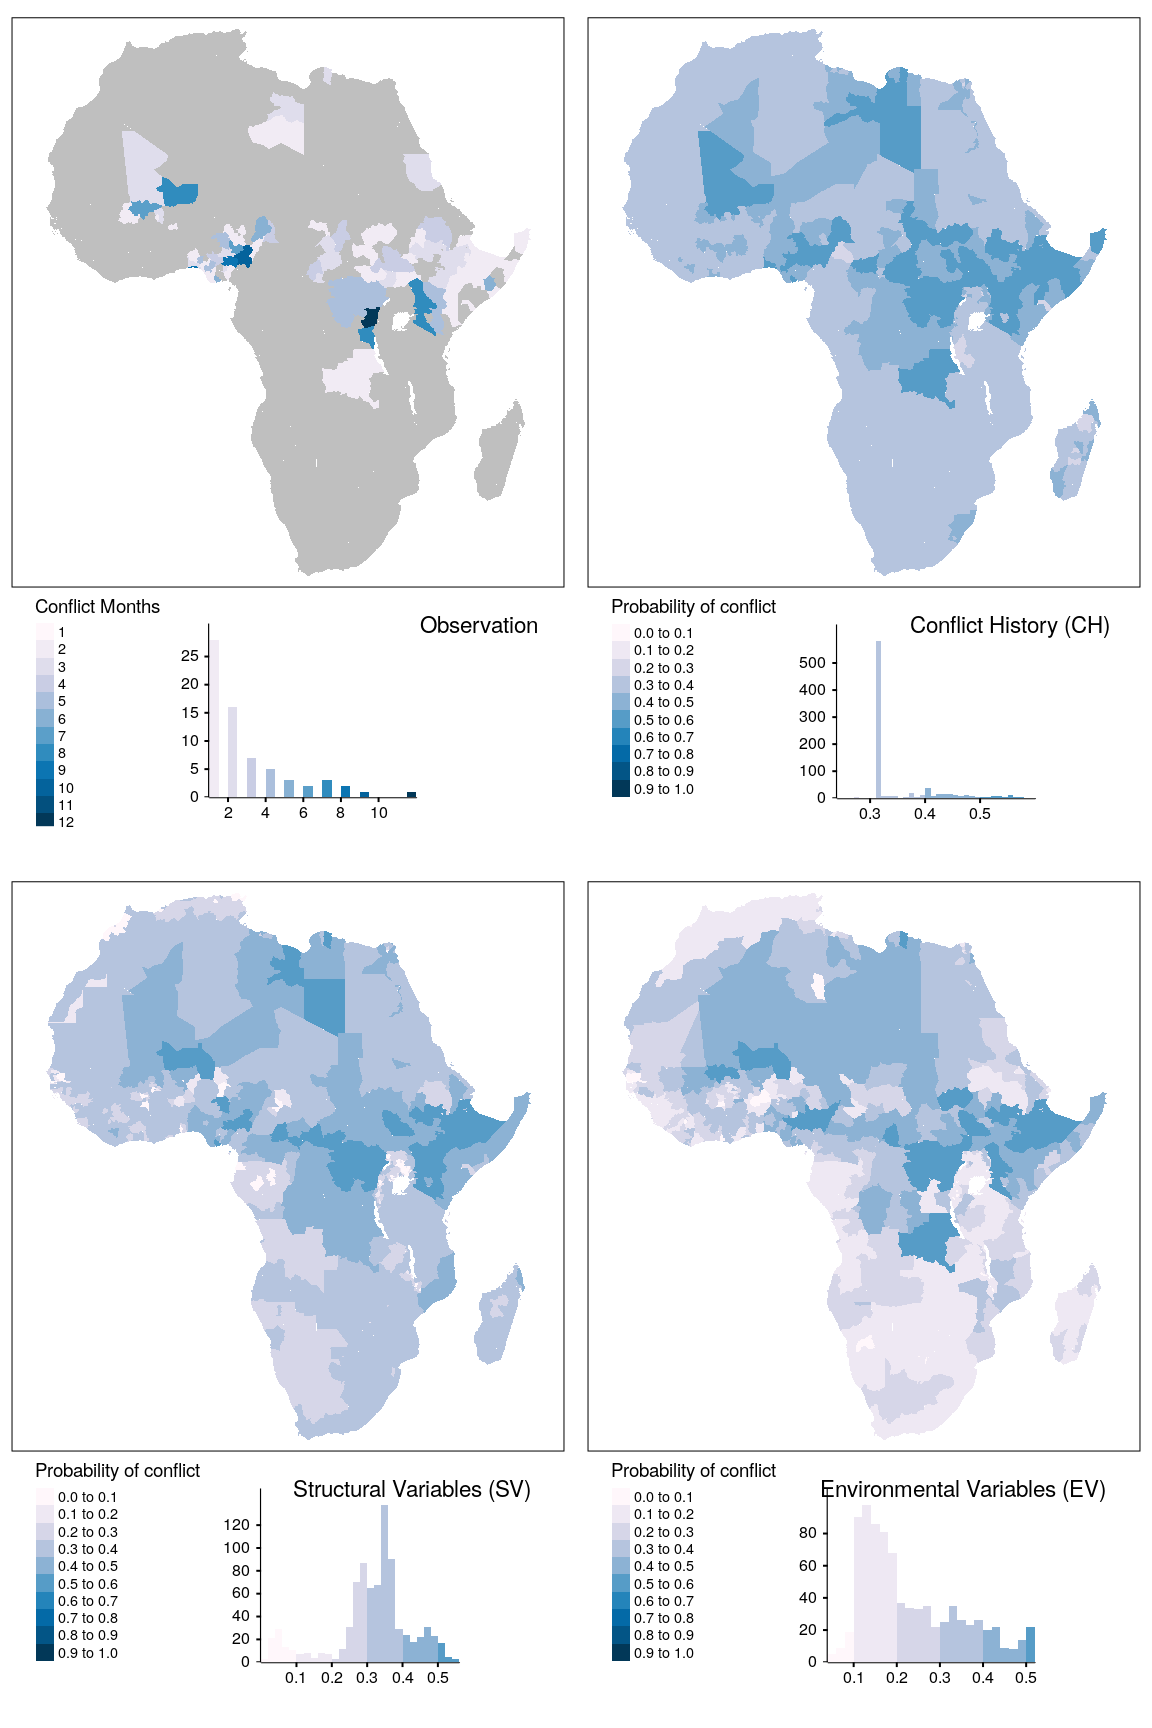 Conflict Months
Observation
1
2
3
4
5
6
7
8
9
10
11
12
25
20
15
10
5
0
2 4 6 8 10
Probability of conflict
Conflict History (CH)
0.0 to 0.1
0.1 to 0.2
0.2 to 0.3
0.3 to 0.4
0.4 to 0.5
0.5 to 0.6
0.6 to 0.7
0.7 to 0.8
0.8 to 0.9
0.9 to 1.0
500
400
300
200
100
0
0.3 0.4 0.5
Probability of conflict
Structural Variables (SV)
0.0 to 0.1
0.1 to 0.2
0.2 to 0.3
0.3 to 0.4
0.4 to 0.5
0.5 to 0.6
0.6 to 0.7
0.7 to 0.8
0.8 to 0.9
0.9 to 1.0
120
100
80
60
40
20
0
0.1 0.2 0.3 0.4 0.5
Probability of conflict
Environmental Variables (EV)
0.0 to 0.1
0.1 to 0.2
0.2 to 0.3
0.3 to 0.4
0.4 to 0.5
0.5 to 0.6
0.6 to 0.7
0.7 to 0.8
0.8 to 0.9
0.9 to 1.0
80
60
40
20
0
0.1 0.2 0.3 0.4 0.5